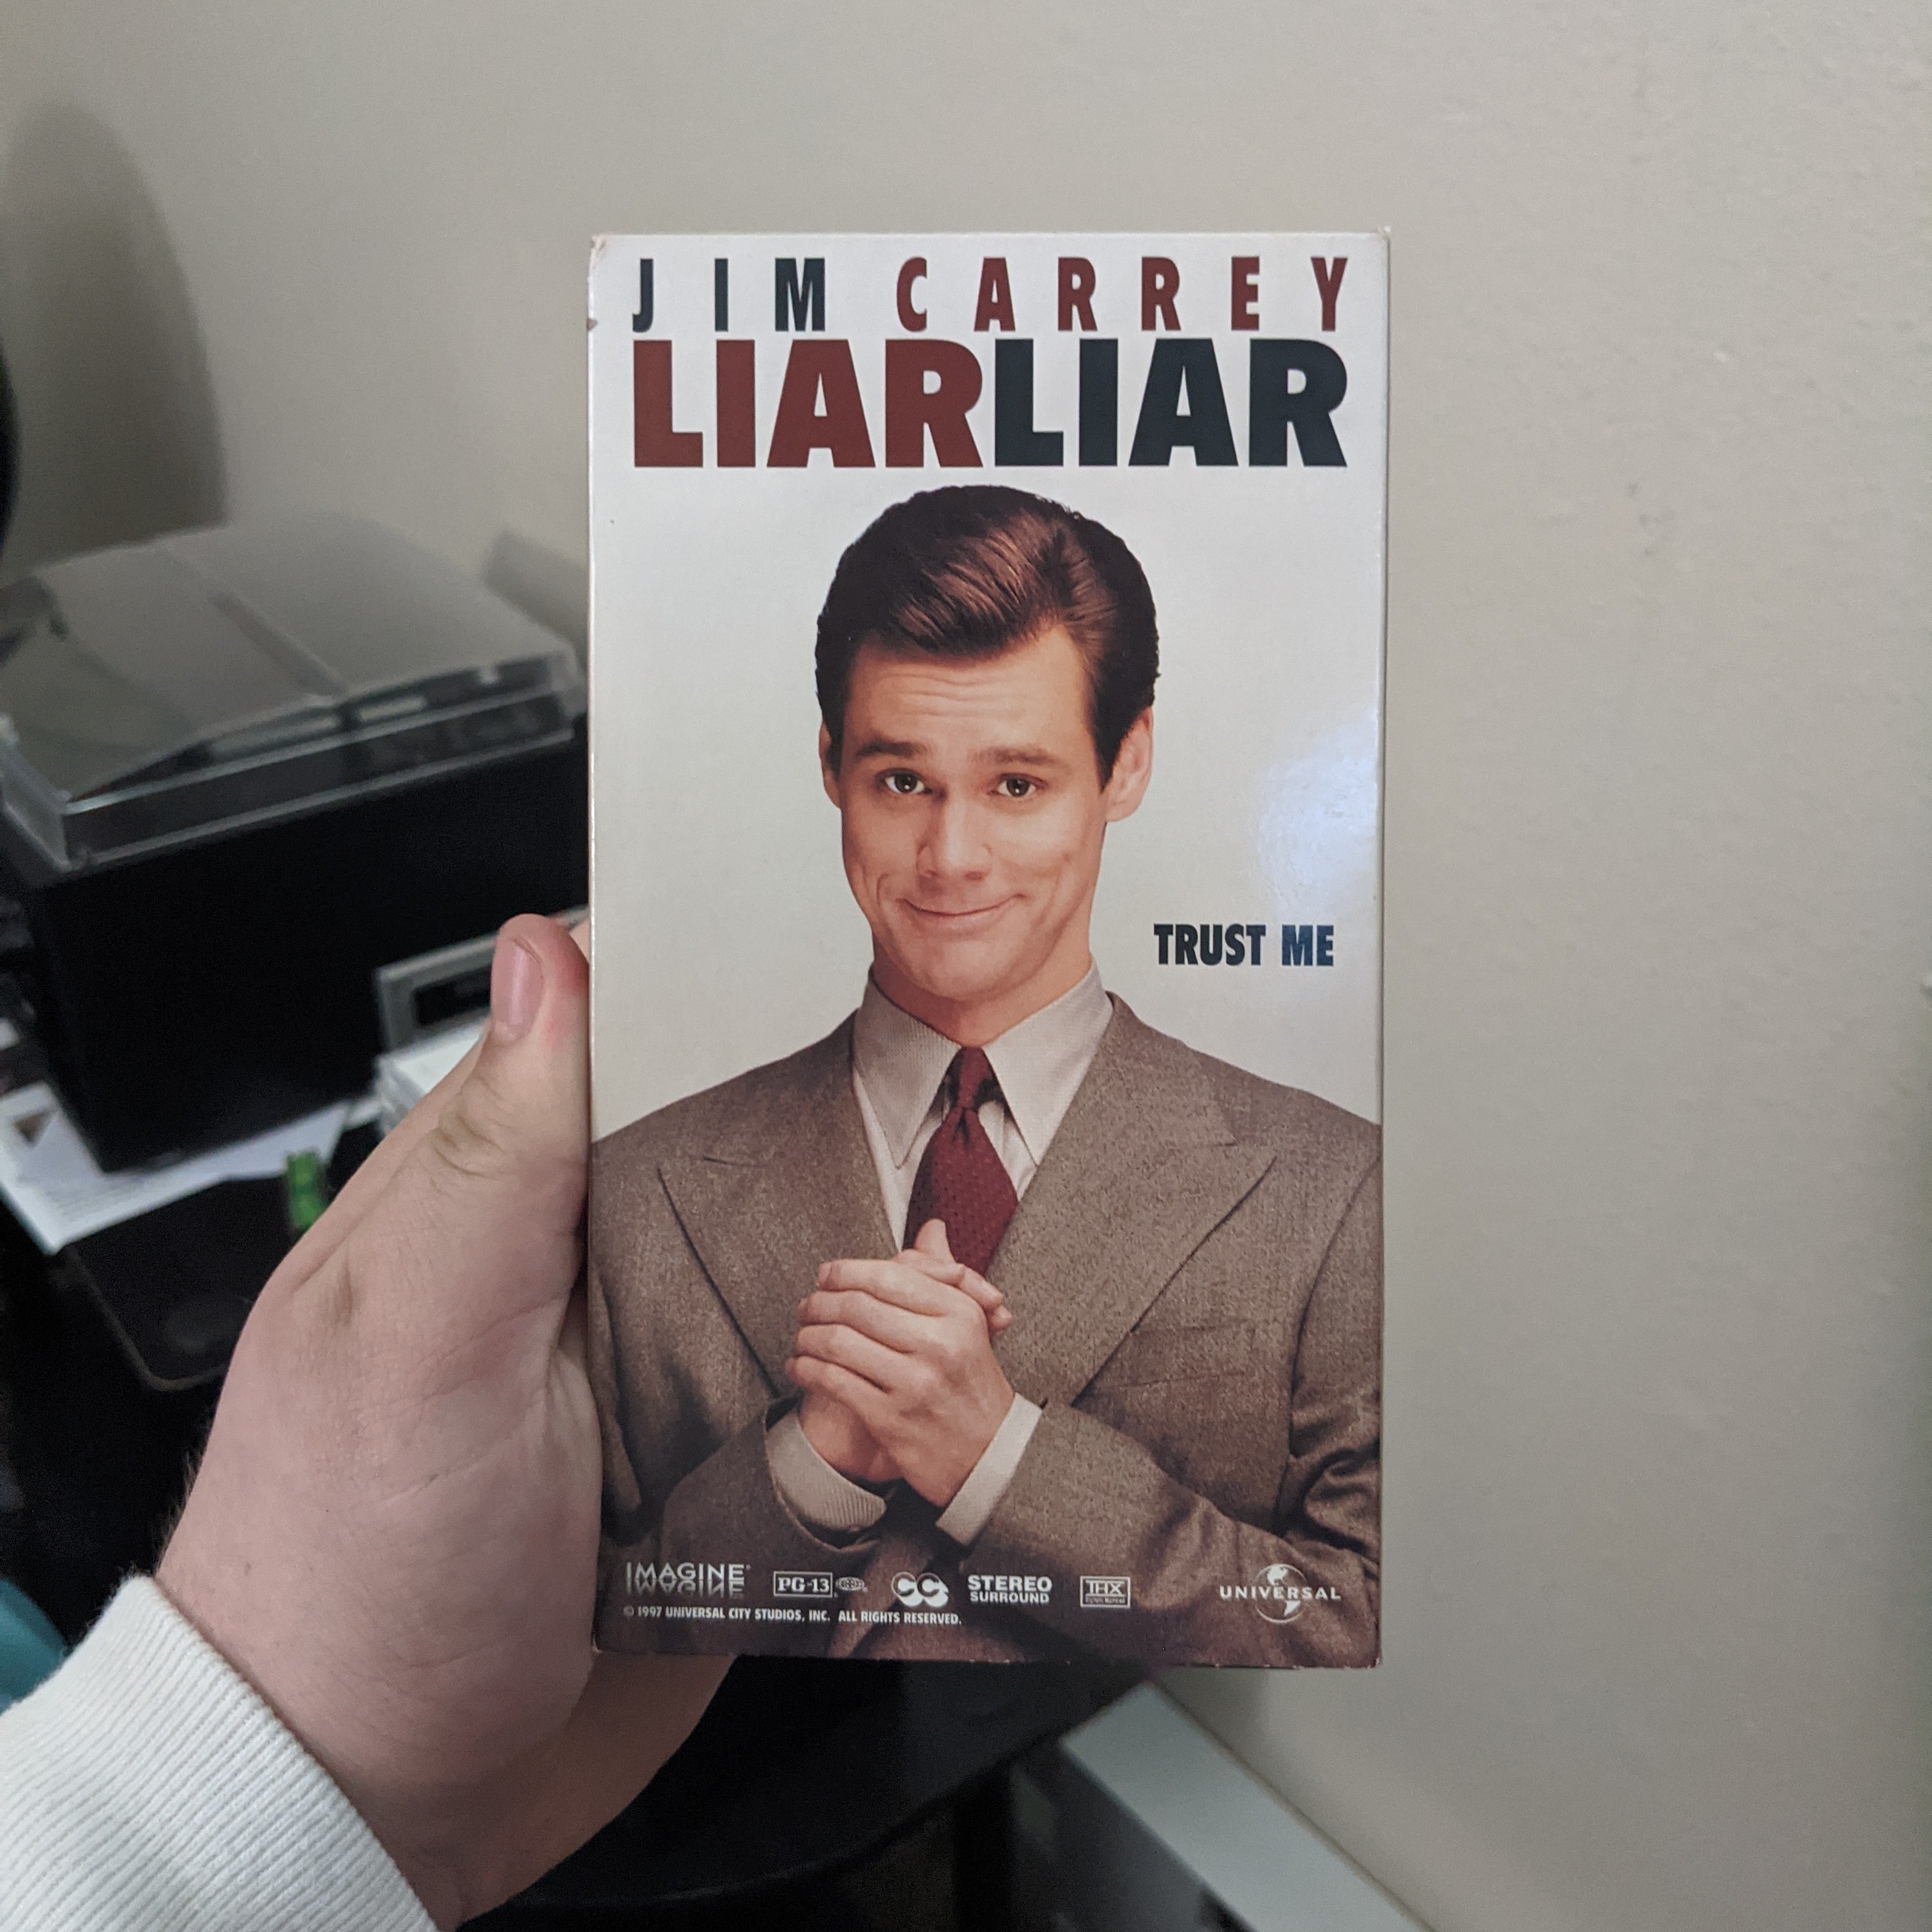 JIM CARREY
LIARLIAR
TRUST ME
IMAGINE® PG-13 CC STEREO SURROUND THX UNIVERSAL
© 1997 UNIVERSAL CITY STUDIOS, INC. ALL RIGHTS RESERVED.